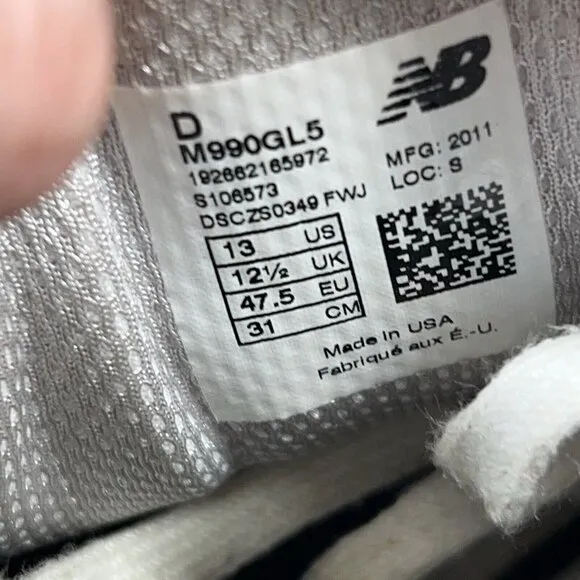 NB
D
M990GL5
192662165972
S106573
DSCZS0349 FWJ
MFG: 2011
LOC: S
13 US
12½ UK
47.5 EU
31 CM
Made in USA
Fabriqué aux É.-U.